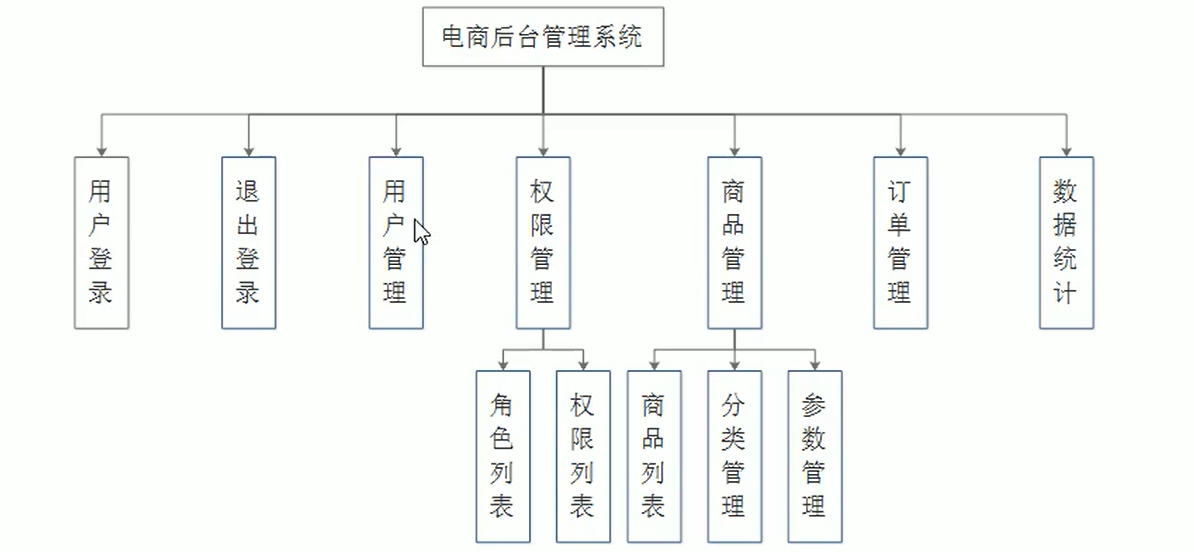 电商后台管理系统
用户登录
退出登录
用户管理
权限管理
商品管理
订单管理
数据统计
角色列表
权限列表
商品列表
分类管理
参数管理